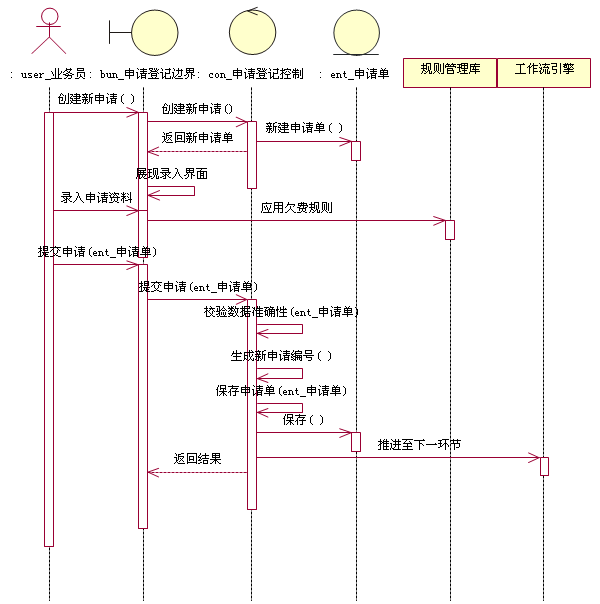 规则管理库
工作流引擎
: user_业务员
: bun_申请登记边界
: con_申请登记控制
: ent_申请单
创建新申请( )
创建新申请()
新建申请单( )
返回新申请单
展现录入界面
录入申请资料
应用欠费规则
提交申请(ent_申请单)
提交申请(ent_申请单)
校验数据准确性(ent_申请单)
生成新申请编号( )
保存申请单(ent_申请单)
保存( )
推进至下一环节
返回结果